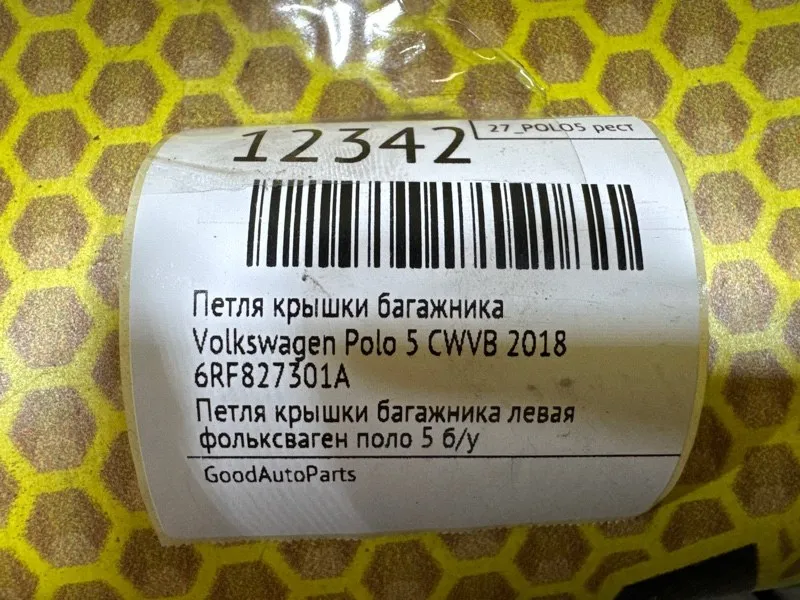 12342
27_POLO5 рест
Петля крышки багажника
Volkswagen Polo 5 CWVB 2018
6RF827301A
Петля крышки багажника левая
фольксваген поло 5 б/у
GoodAutoParts